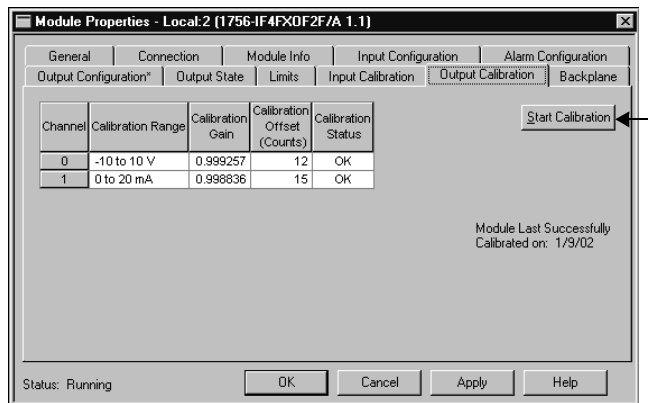 Module Properties - Local:2 (1756-IF4FXOF2F/A 1.1)
General Connection Module Info Input Configuration Alarm Configuration
Output Configuration* Output State Limits Input Calibration Output Calibration Backplane
Channel Calibration Range Calibration Gain Calibration Offset (Counts) Calibration Status
0 -10 to 10 V 0.999257 12 OK
1 0 to 20 mA 0.998836 15 OK
Start Calibration
Module Last Successfully
Calibrated on: 1/9/02
Status: Running OK Cancel Apply Help